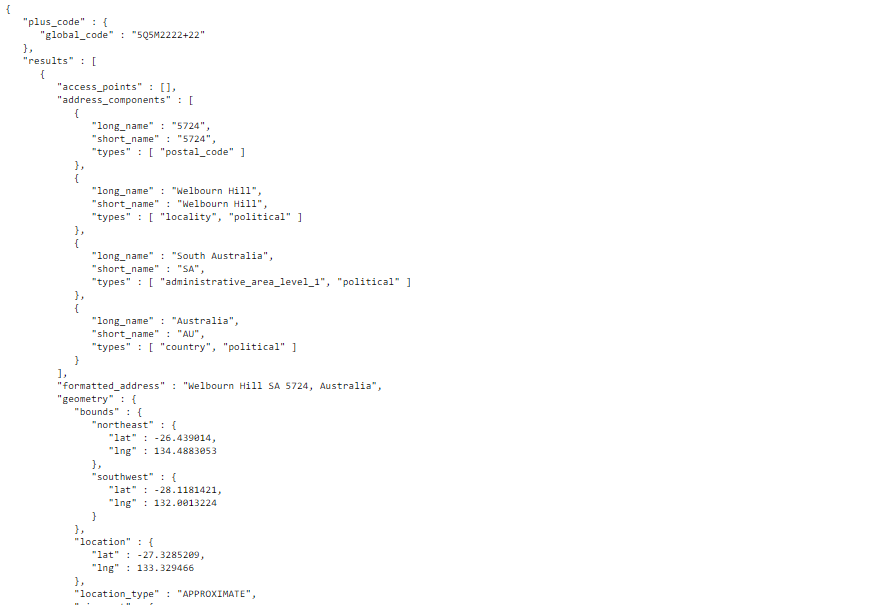 {
"plus_code" : {
"global_code" : "5Q5M2222+22"
},
"results" : [
{
"access_points" : [],
"address_components" : [
{
"long_name" : "5724",
"short_name" : "5724",
"types" : [ "postal_code" ]
},
{
"long_name" : "Welbourn Hill",
"short_name" : "Welbourn Hill",
"types" : [ "locality", "political" ]
},
{
"long_name" : "South Australia",
"short_name" : "SA",
"types" : [ "administrative_area_level_1", "political" ]
},
{
"long_name" : "Australia",
"short_name" : "AU",
"types" : [ "country", "political" ]
}
],
"formatted_address" : "Welbourn Hill SA 5724, Australia",
"geometry" : {
"bounds" : {
"northeast" : {
"lat" : -26.439014,
"lng" : 134.4883053
},
"southwest" : {
"lat" : -28.1181421,
"lng" : 132.0013224
}
},
"location" : {
"lat" : -27.3285209,
"lng" : 133.329466
},
"location_type" : "APPROXIMATE",